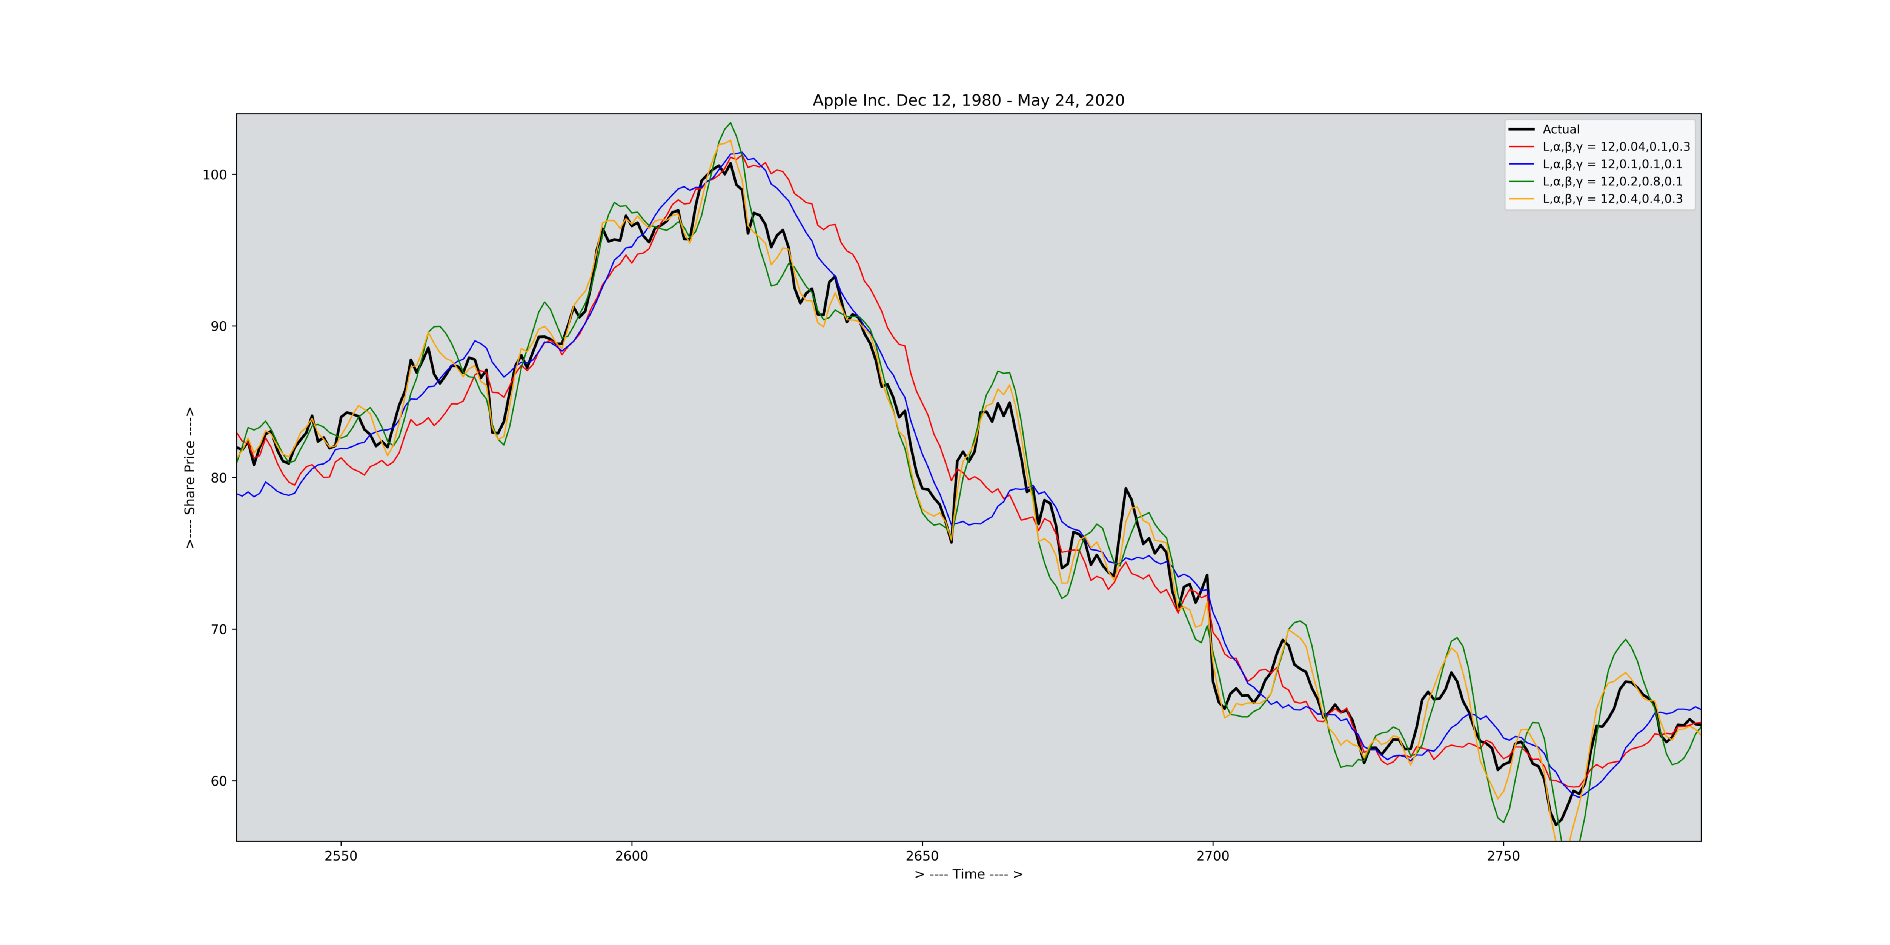 Apple Inc. Dec 12, 1980 - May 24, 2020
Actual
L,α,β,γ = 12,0.04,0.1,0.3
L,α,β,γ = 12,0.1,0.1,0.1
L,α,β,γ = 12,0.2,0.8,0.1
L,α,β,γ = 12,0.4,0.4,0.3
100
90
80
70
60
>---- Share Price ---->
2550
2600
2650
2700
2750
> ---- Time ---- >